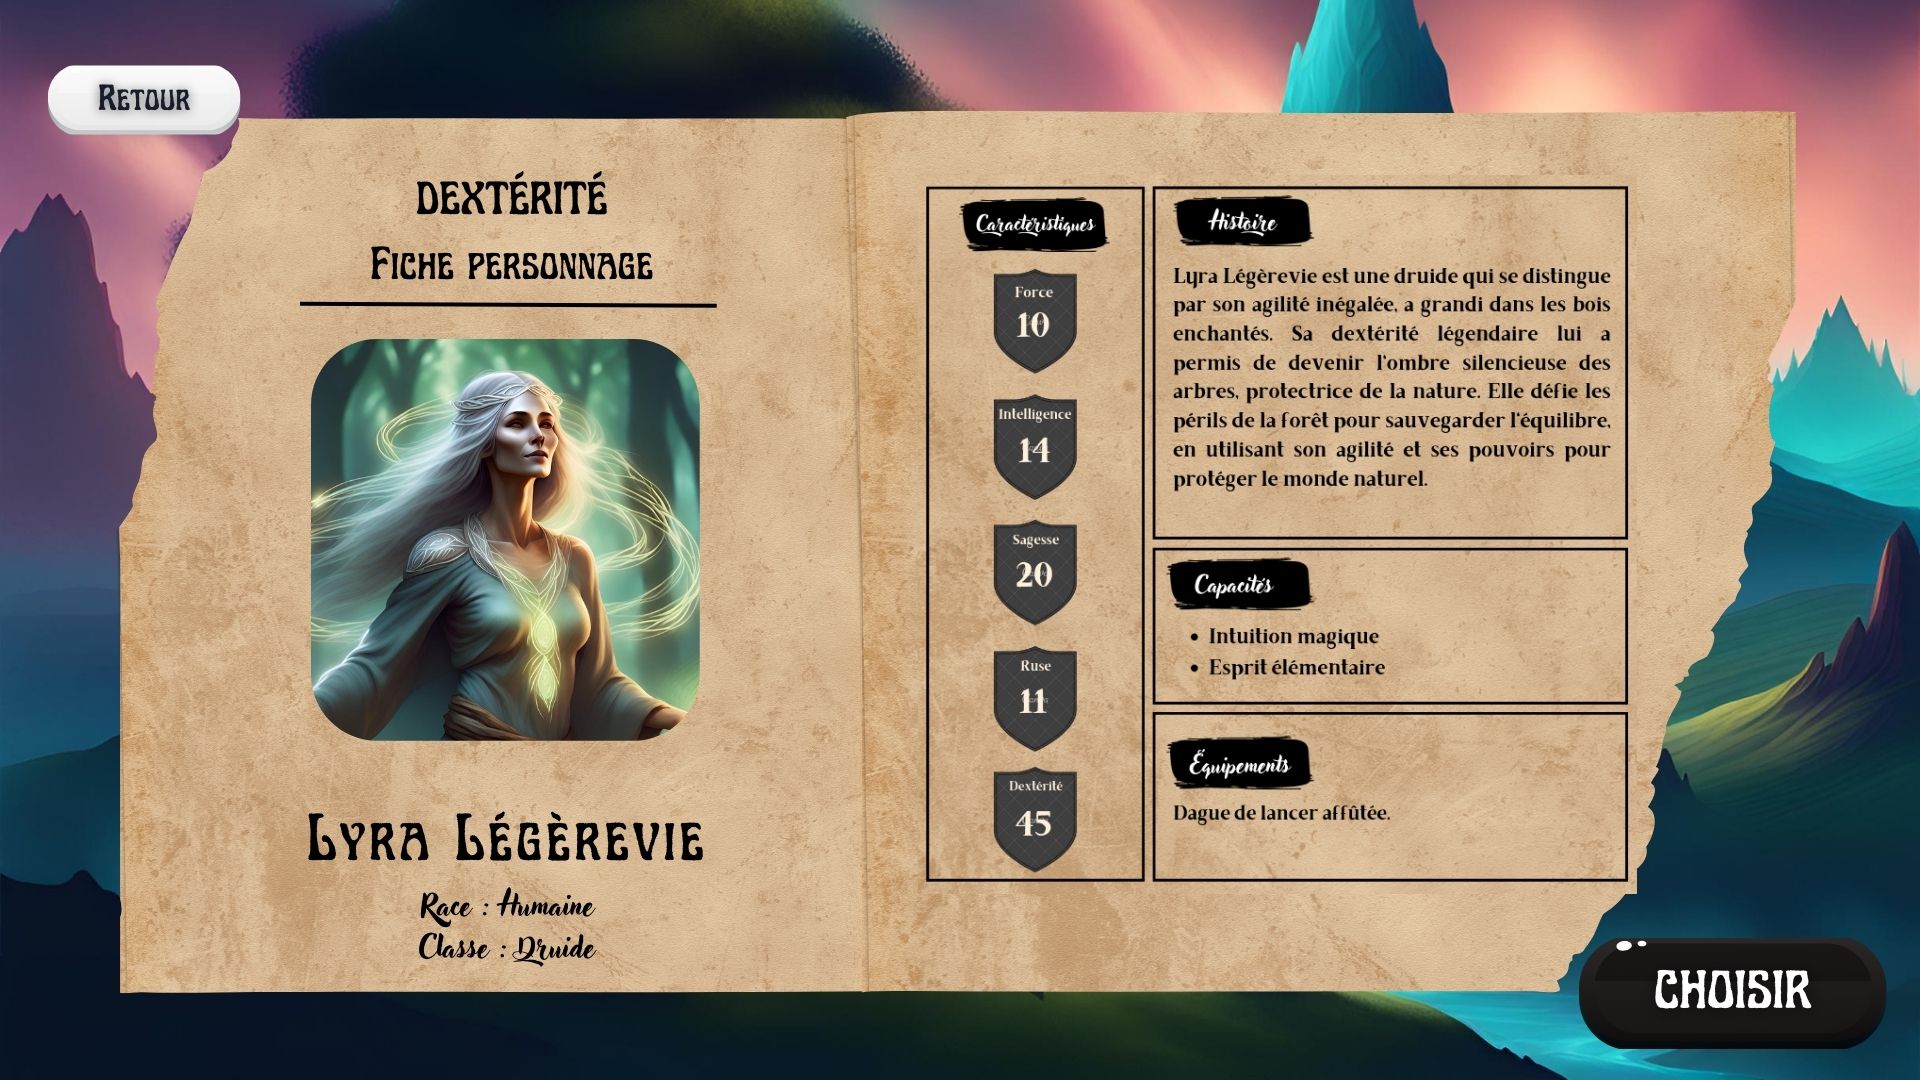 Retour
DEXTÉRITÉ
Fiche personnage
Lyra Légèrevie
Race : Humaine
Classe : Druide
Caractéristiques
Force
10
Intelligence
14
Sagesse
20
Ruse
11
Dextérité
45
Histoire
Lyra Légèrevie est une druide qui se distingue
par son agilité inégalée, a grandi dans les bois
enchantés. Sa dextérité légendaire lui a
permis de devenir l'ombre silencieuse des
arbres, protectrice de la nature. Elle défie les
périls de la forêt pour sauvegarder l'équilibre,
en utilisant son agilité et ses pouvoirs pour
protéger le monde naturel.
Capacités
• Intuition magique
• Esprit élémentaire
Équipements
Dague de lancer affûtée.
CHOISIR